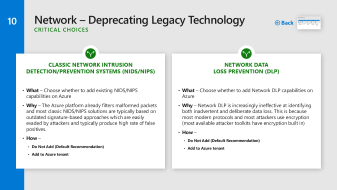 10
Network – Deprecating Legacy Technology
CRITICAL CHOICES
Back
CLASSIC NETWORK INTRUSION
DETECTION/PREVENTION SYSTEMS (NIDS/NIPS)
• What – Choose whether to add existing NIDS/NIPS
capabilities on Azure
• Why – The Azure platform already filters malformed packets
and most classic NIDS/NIPS solutions are typically based on
outdated signature-based approaches which are easily
evaded by attackers and typically produce high rate of false
positives.
• How –
• Do Not Add (Default Recommendation)
• Add to Azure tenant
NETWORK DATA
LOSS PREVENTION (DLP)
• What – Choose whether to add Network DLP capabilities on
Azure
• Why – Network DLP is increasingly ineffective at identifying
both inadvertent and deliberate data loss. This is because
most modern protocols and most attackers use encryption
(most available attacker toolkits have encryption built in)
• How –
• Do Not Add (Default Recommendation)
• Add to Azure tenant